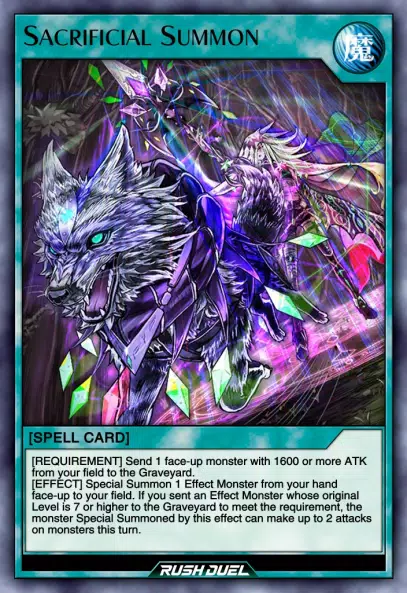 Sacrificial Summon
魔
[SPELL CARD]
[REQUIREMENT] Send 1 face-up monster with 1600 or more ATK
from your field to the Graveyard.
[EFFECT] Special Summon 1 Effect Monster from your hand
face-up to your field. If you sent an Effect Monster whose original
Level is 7 or higher to the Graveyard to meet the requirement, the
monster Special Summoned by this effect can make up to 2 attacks
on monsters this turn.
RUSH DUEL